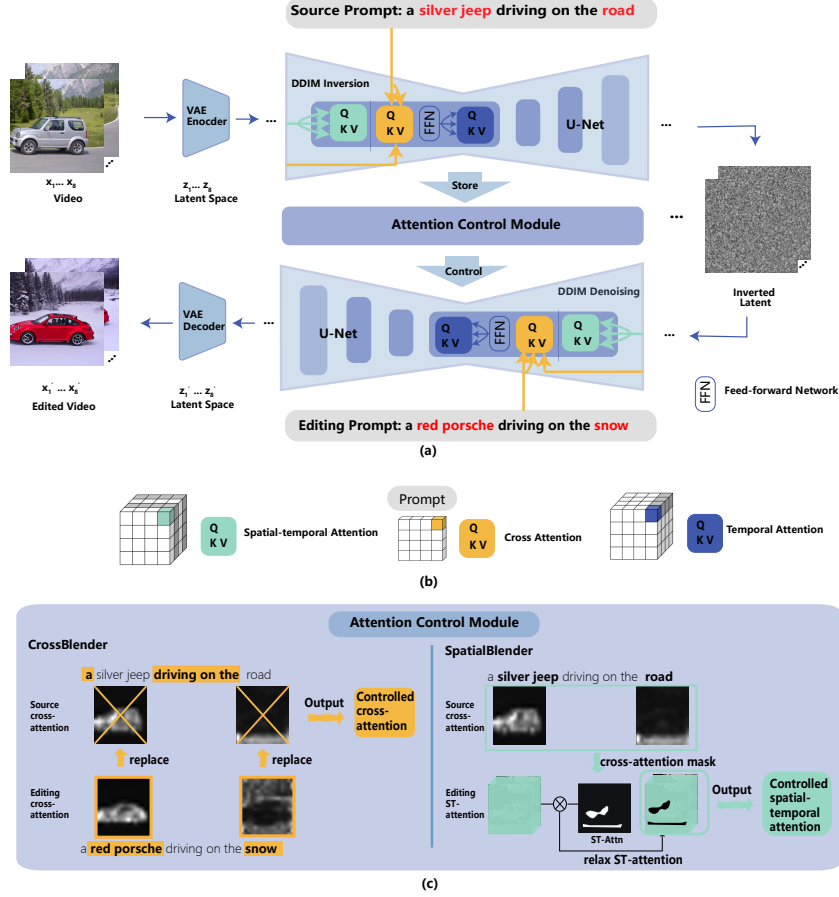 Source Prompt: a silver jeep driving on the road
DDIM Inversion
VAE
Enocder
...
Q
K V
Q
K V
FFN
Q
K V
U-Net
...
x1... x8
Video
z1... z8
Latent Space
Store
Attention Control Module
...
Control
Inverted
Latent
DDIM Denoising
VAE
Decoder
...
U-Net
Q
K V
FFN
Q
K V
Q
K V
...
x1' ... x8'
Edited Video
z1' ... z8'
Latent Space
FFN
Feed-forward Network
Editing Prompt: a red porsche driving on the snow
(a)
Q
K V
Spatial-temporal Attention
Prompt
Q
K V
Cross Attention
Q
K V
Temporal Attention
(b)
Attention Control Module
CrossBlender
a silver jeep driving on the road
Source
cross-
attention
Output
Controlled
cross-
attention
replace
replace
Editing
cross-
attention
a red porsche driving on the snow
SpatialBlender
a silver jeep driving on the road
Source
cross-
attention
cross-attention mask
Editing
ST-
attention
ST-Attn
Output
Controlled
spatial-
temporal
attention
relax ST-attention
(c)